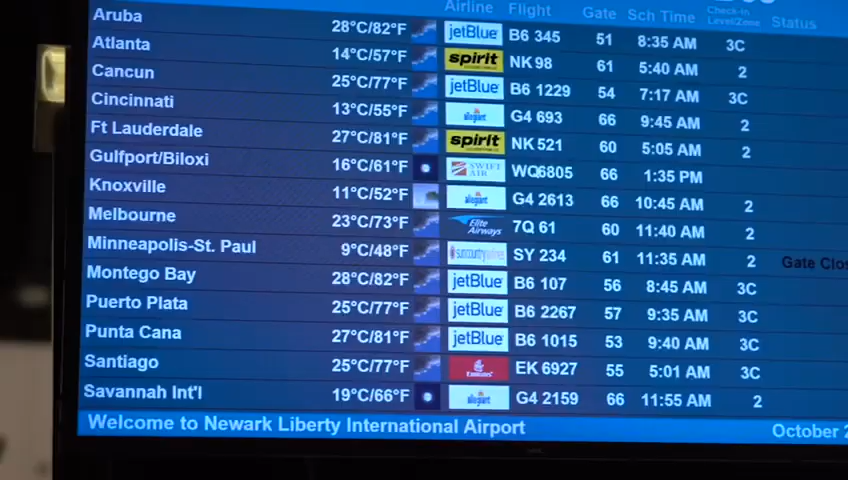 Airline Flight Gate Sch Time Check-In Level/Zone Status
Aruba 28°C/82°F jetBlue B6 345 51 8:35 AM 3C
Atlanta 14°C/57°F spirit NK 98 61 5:40 AM 2
Cancun 25°C/77°F jetBlue B6 1229 54 7:17 AM 3C
Cincinnati 13°C/55°F allegiant G4 693 66 9:45 AM 2
Ft Lauderdale 27°C/81°F spirit NK 521 60 5:05 AM 2
Gulfport/Biloxi 16°C/61°F SWIFT AIR WQ6805 66 1:35 PM
Knoxville 11°C/52°F allegiant G4 2613 66 10:45 AM 2
Melbourne 23°C/73°F Elite Airways 7Q 61 60 11:40 AM 2
Minneapolis-St. Paul 9°C/48°F suncountry SY 234 61 11:35 AM 2 Gate Clos
Montego Bay 28°C/82°F jetBlue B6 107 56 8:45 AM 3C
Puerto Plata 25°C/77°F jetBlue B6 2267 57 9:35 AM 3C
Punta Cana 27°C/81°F jetBlue B6 1015 53 9:40 AM 3C
Santiago 25°C/77°F Emirates EK 6927 55 5:01 AM 3C
Savannah Int'l 19°C/66°F allegiant G4 2159 66 11:55 AM 2
Welcome to Newark Liberty International Airport October